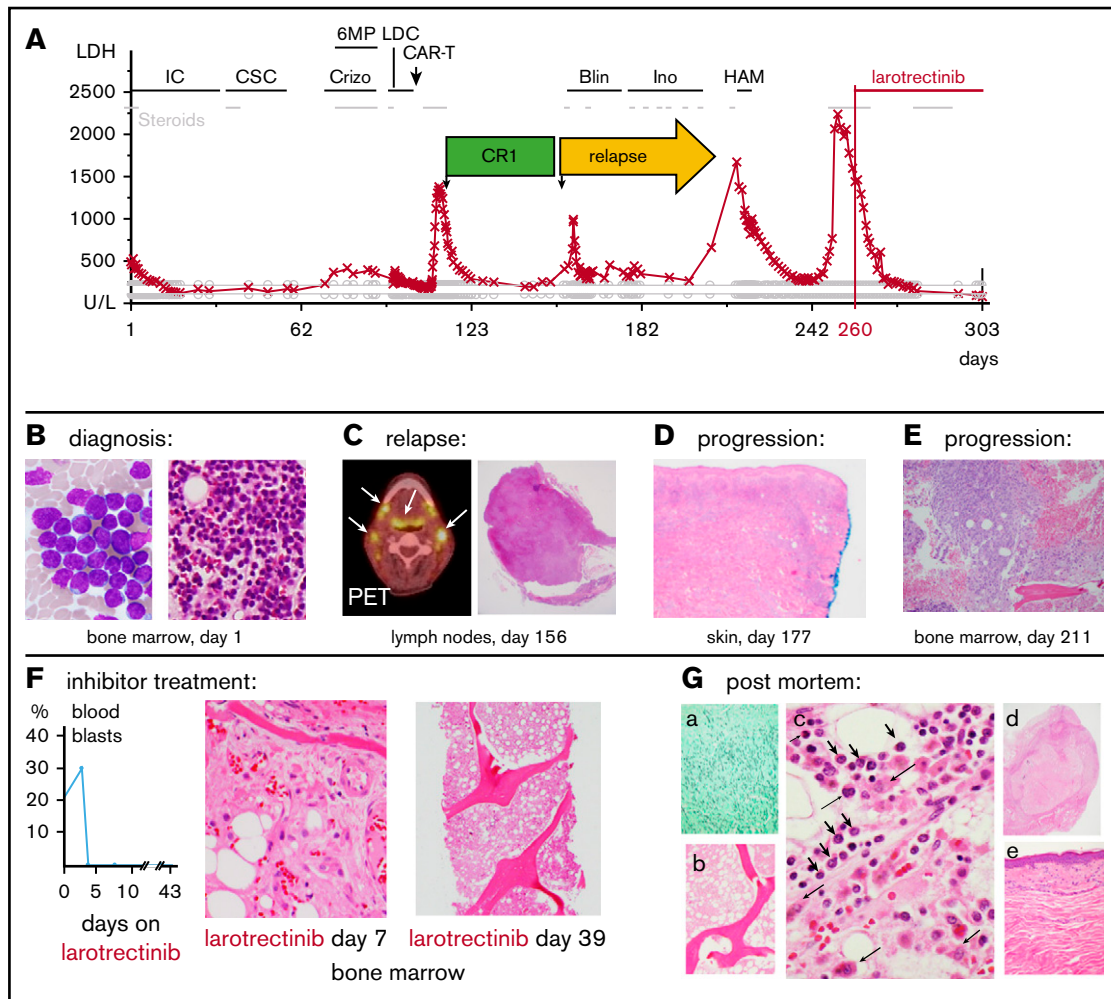 A
LDH
6MP LDC
CAR-T
IC CSC Crizo Blin Ino HAM larotrectinib
2500
Steroids
2000
CR1 relapse
1500
1000
500
U/L
1 62 123 182 242 260 303
days
B diagnosis:
bone marrow, day 1
C relapse:
PET
lymph nodes, day 156
D progression:
skin, day 177
E progression:
bone marrow, day 211
F inhibitor treatment:
% blood
blasts
40
30
20
10
0 5 10 43
days on
larotrectinib
larotrectinib day 7 larotrectinib day 39
bone marrow
G post mortem:
a c d
b e